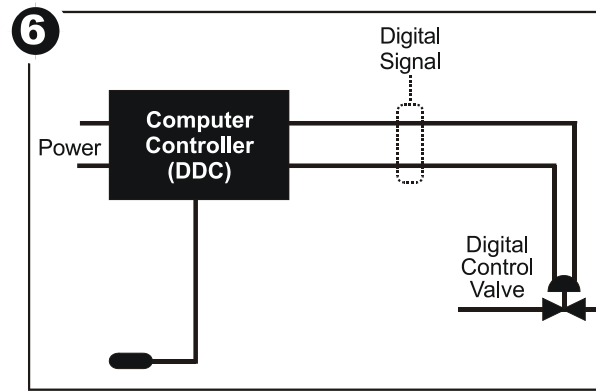 6
Digital
Signal
Computer
Controller
(DDC)
Power
Digital
Control
Valve